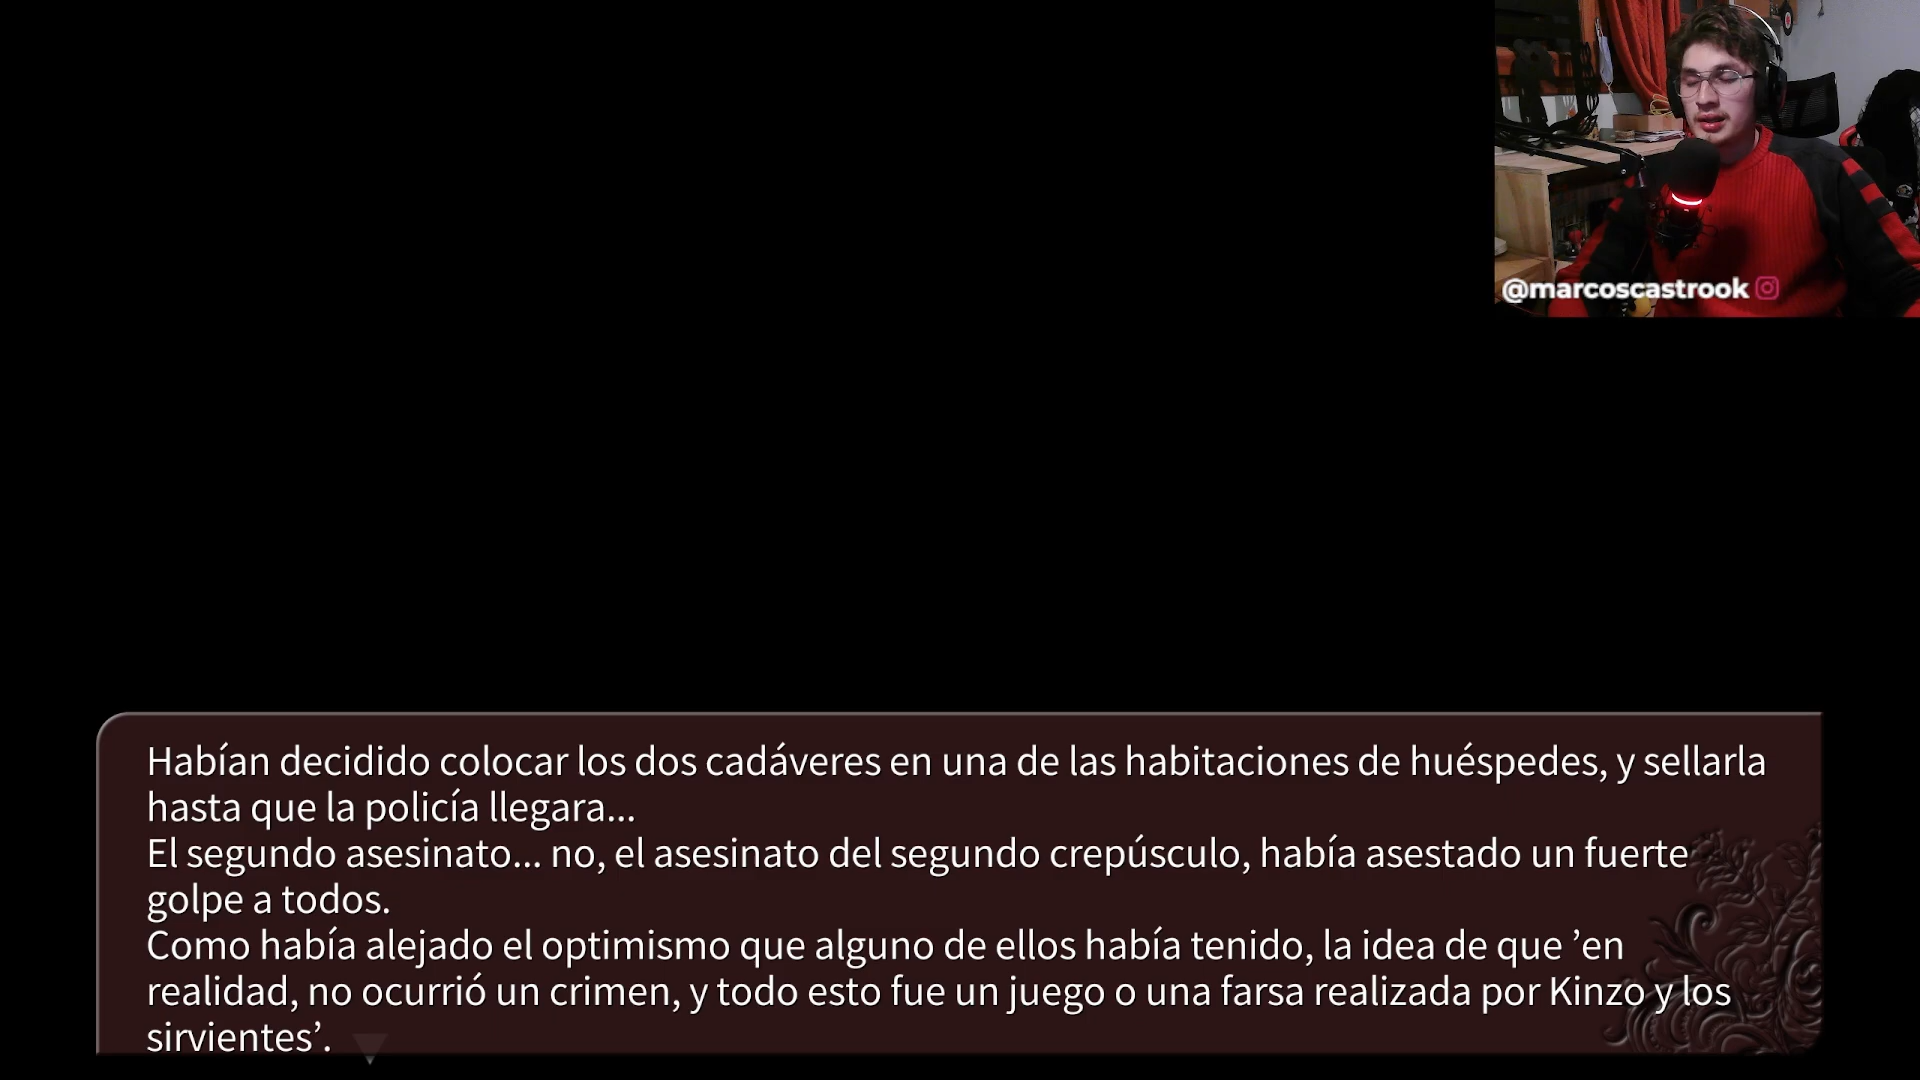 @marcoscastrook
Habían decidido colocar los dos cadáveres en una de las habitaciones de huéspedes, y sellarla
hasta que la policía llegara...
El segundo asesinato... no, el asesinato del segundo crepúsculo, había asestado un fuerte
golpe a todos.
Como había alejado el optimismo que alguno de ellos había tenido, la idea de que ’en
realidad, no ocurrió un crimen, y todo esto fue un juego o una farsa realizada por Kinzo y los
sirvientes’.